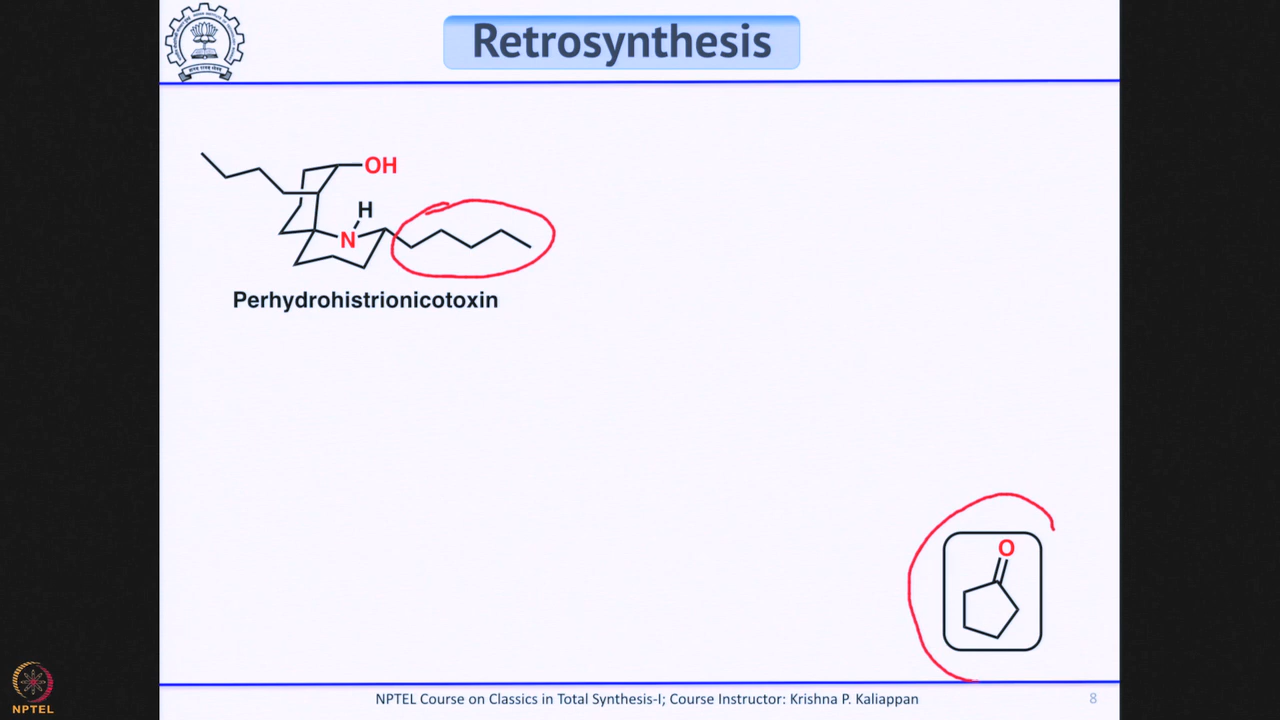 Retrosynthesis
OH
H
N
Perhydrohistrionicotoxin
O
NPTEL
NPTEL Course on Classics in Total Synthesis-I; Course Instructor: Krishna P. Kaliappan
8